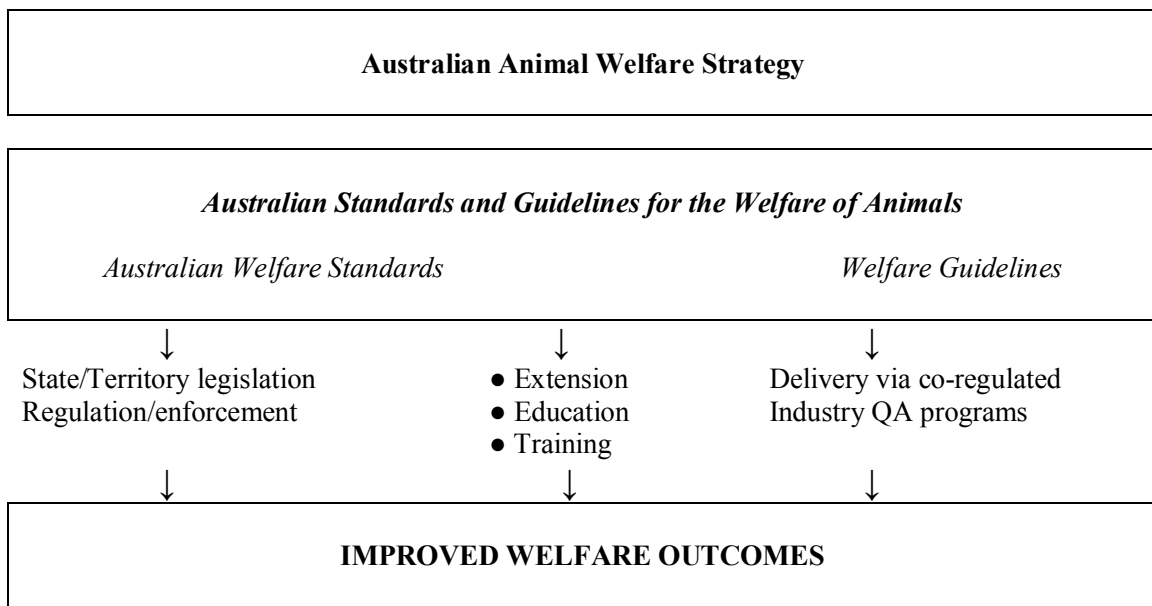 Australian Animal Welfare Strategy
Australian Standards and Guidelines for the Welfare of Animals
Australian Welfare Standards
Welfare Guidelines
↓ ↓ ↓
State/Territory legislation
Regulation/enforcement
● Extension
● Education
● Training
Delivery via co-regulated
Industry QA programs
↓ ↓ ↓
IMPROVED WELFARE OUTCOMES